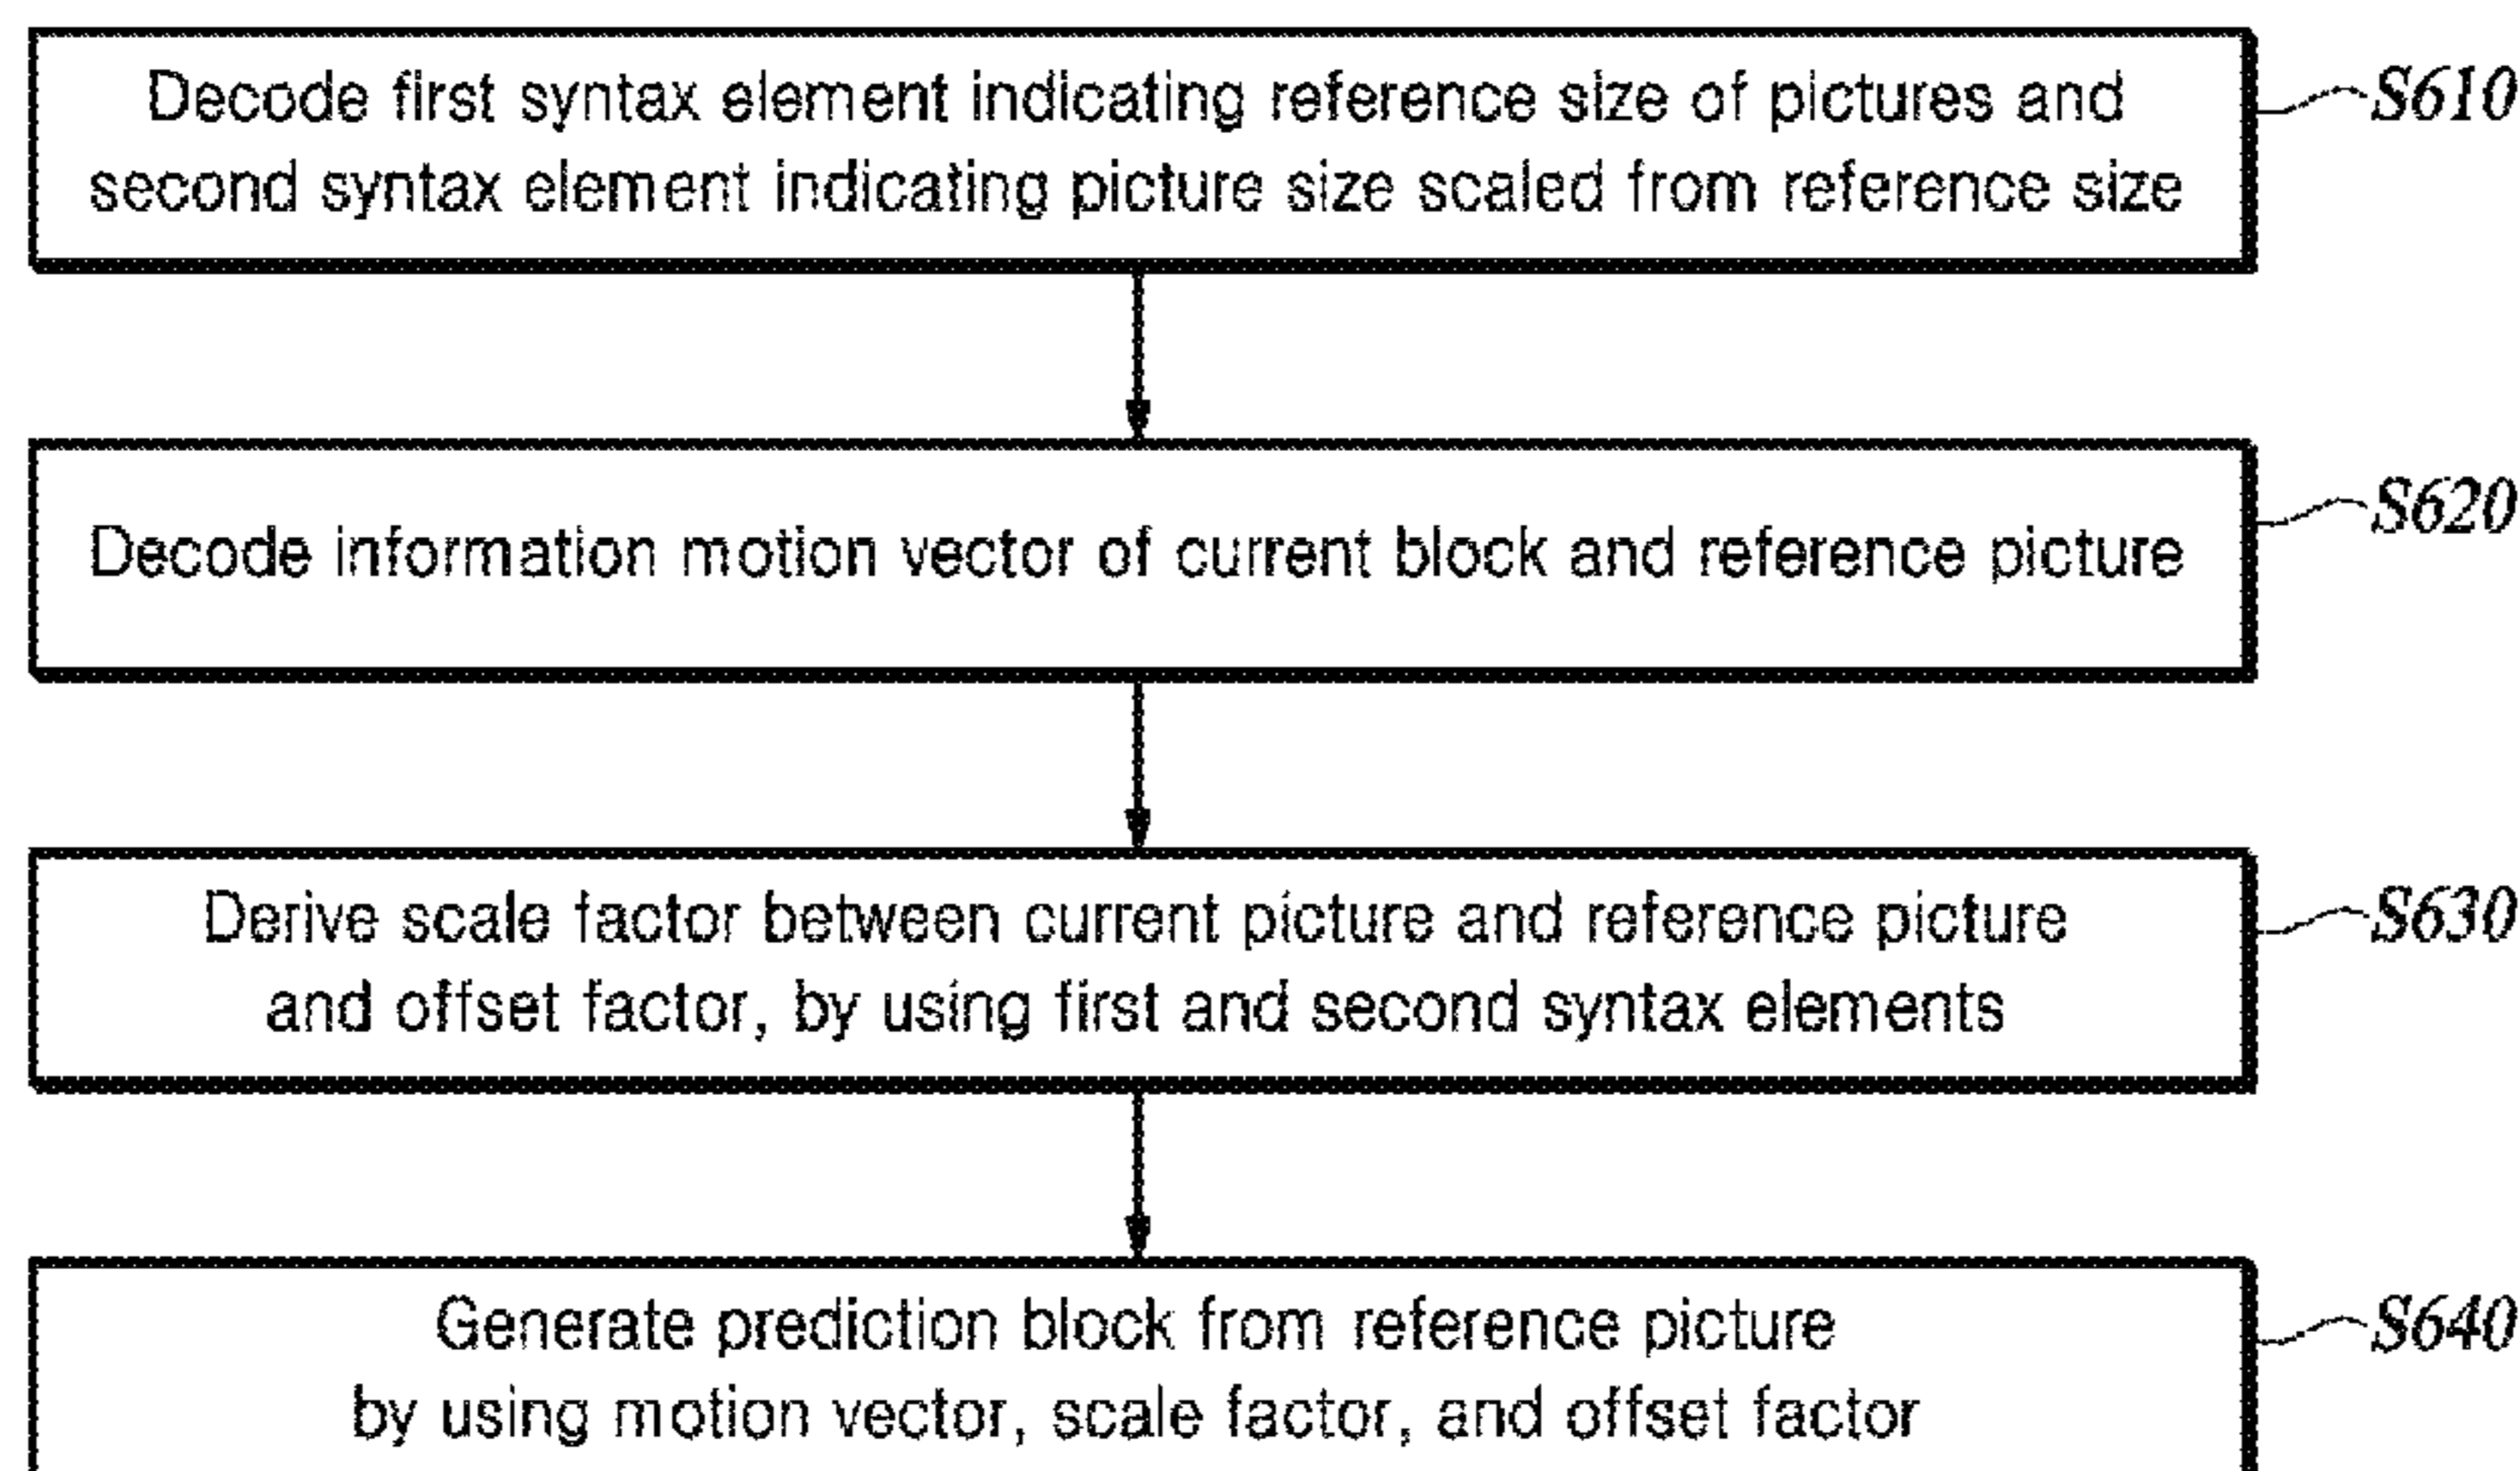 Decode first syntax element indicating reference size of pictures and
second syntax element indicating picture size scaled from reference size
S610
Decode information motion vector of current block and reference picture
S620
Derive scale factor between current picture and reference picture
and offset factor, by using first and second syntax elements
S630
Generate prediction block from reference picture
by using motion vector, scale factor, and offset factor
S640